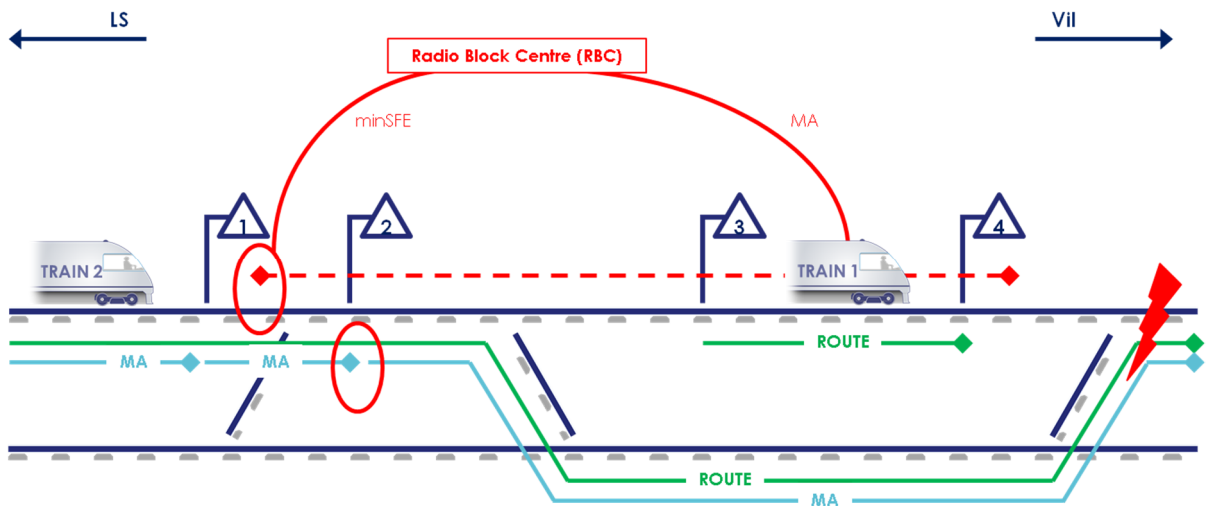 LS
Vil
Radio Block Centre (RBC)
minSFE
MA
1
2
3
4
TRAIN 2
TRAIN 1
ROUTE
MA
MA
ROUTE
MA